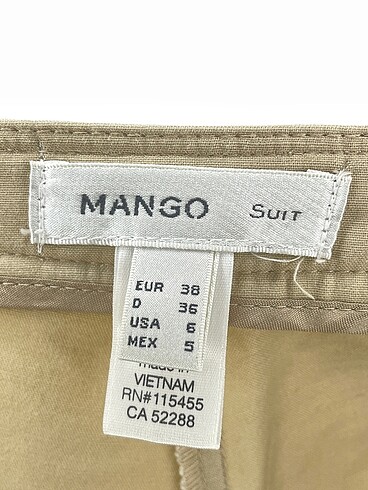 MANGO SUIT
EUR 38
D 36
USA 6
MEX 5
made in
VIETNAM
RN#115455
CA 52288